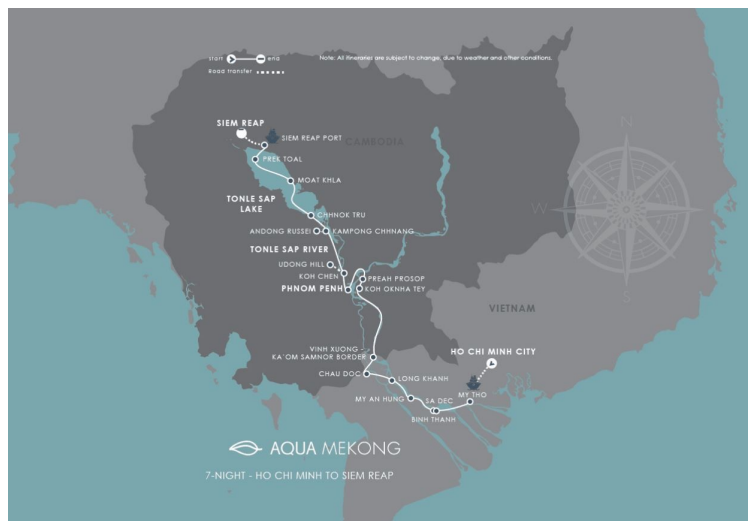 start
end
Road transfer
Note: All itineraries are subject to change, due to weather and other conditions.
SIEM REAP
SIEM REAP PORT
CAMBODIA
PREK TOAL
MOAT KHLA
TONLE SAP
LAKE
CHHNOK TRU
ANDONG RUSSEI
KAMPONG CHHNANG
TONLE SAP RIVER
UDONG HILL
KOH CHEN
PREAH PROSOP
PHNOM PENH
KOH OKNHA TEY
VIETNAM
VINH XUONG -
KA'OM SAMNOR BORDER
HO CHI MINH CITY
CHAU DOC
LONG KHANH
MY AN HUNG
SA DEC
MY THO
BINH THANH
N
W
E
S
AQUA MEKONG
7-NIGHT - HO CHI MINH TO SIEM REAP